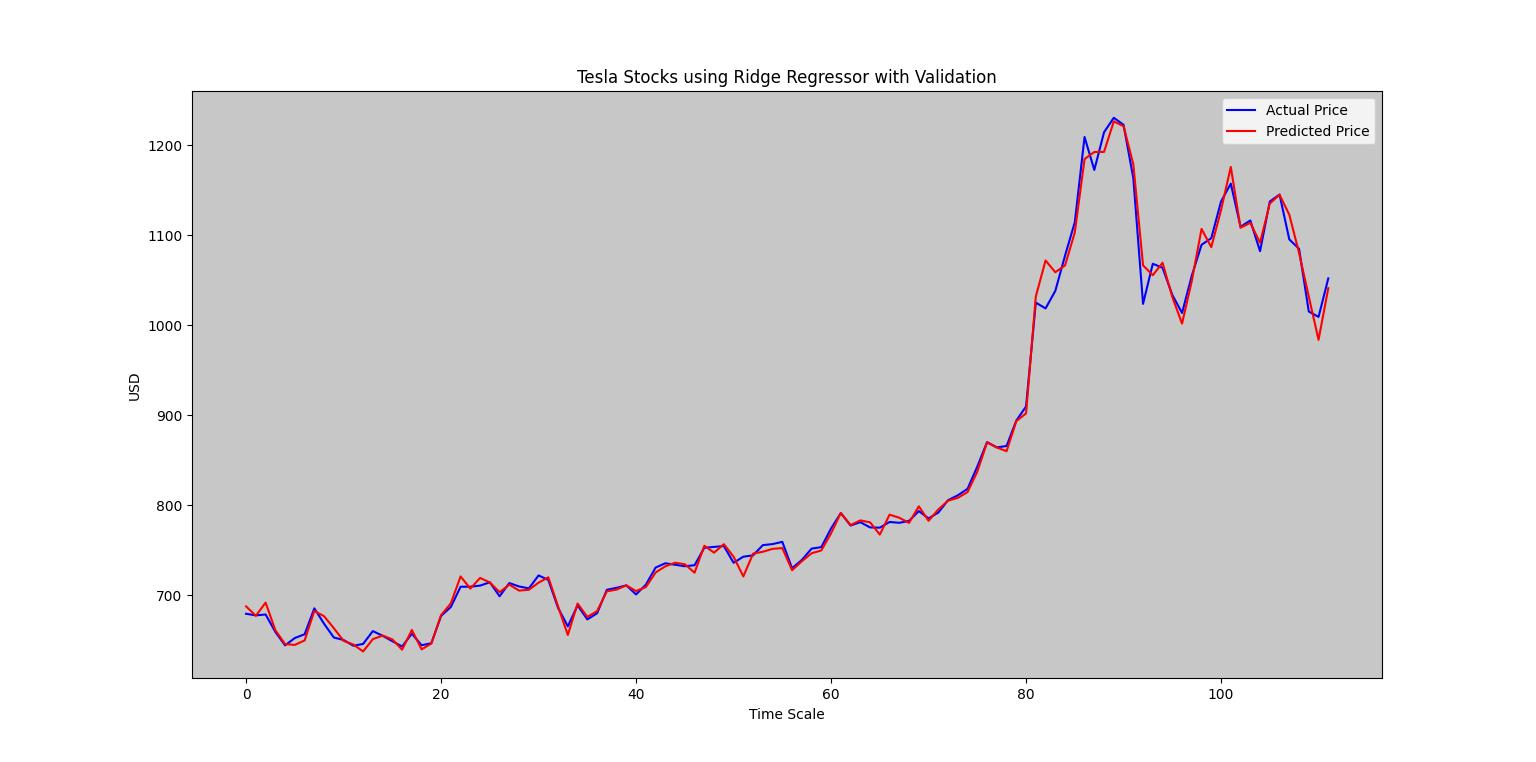 Tesla Stocks using Ridge Regressor with Validation
Actual Price
Predicted Price
1200
1100
1000
900
800
700
USD
0 20 40 60 80 100
Time Scale